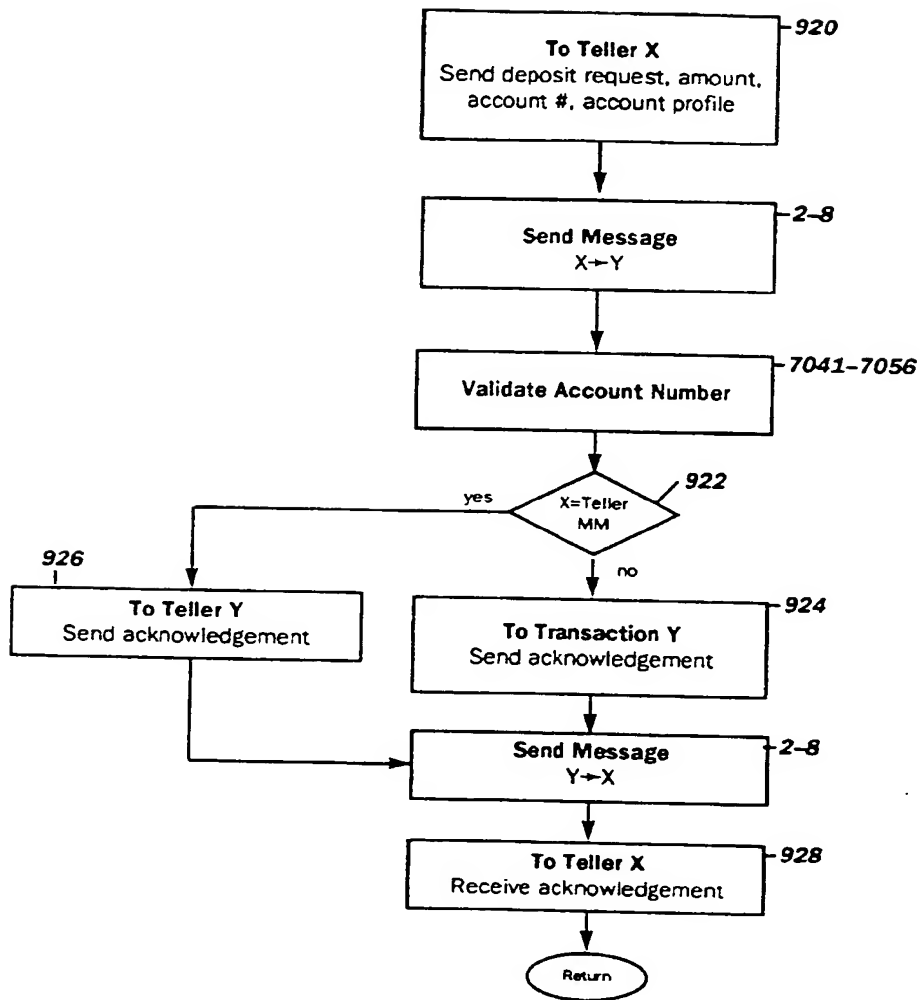 920
To Teller X
Send deposit request, amount,
account #, account profile
2-8
Send Message
X→Y
7041-7056
Validate Account Number
922
yes
X=Teller
MM
no
926
To Teller Y
Send acknowledgement
924
To Transaction Y
Send acknowledgement
2-8
Send Message
Y→X
928
To Teller X
Receive acknowledgement
Return